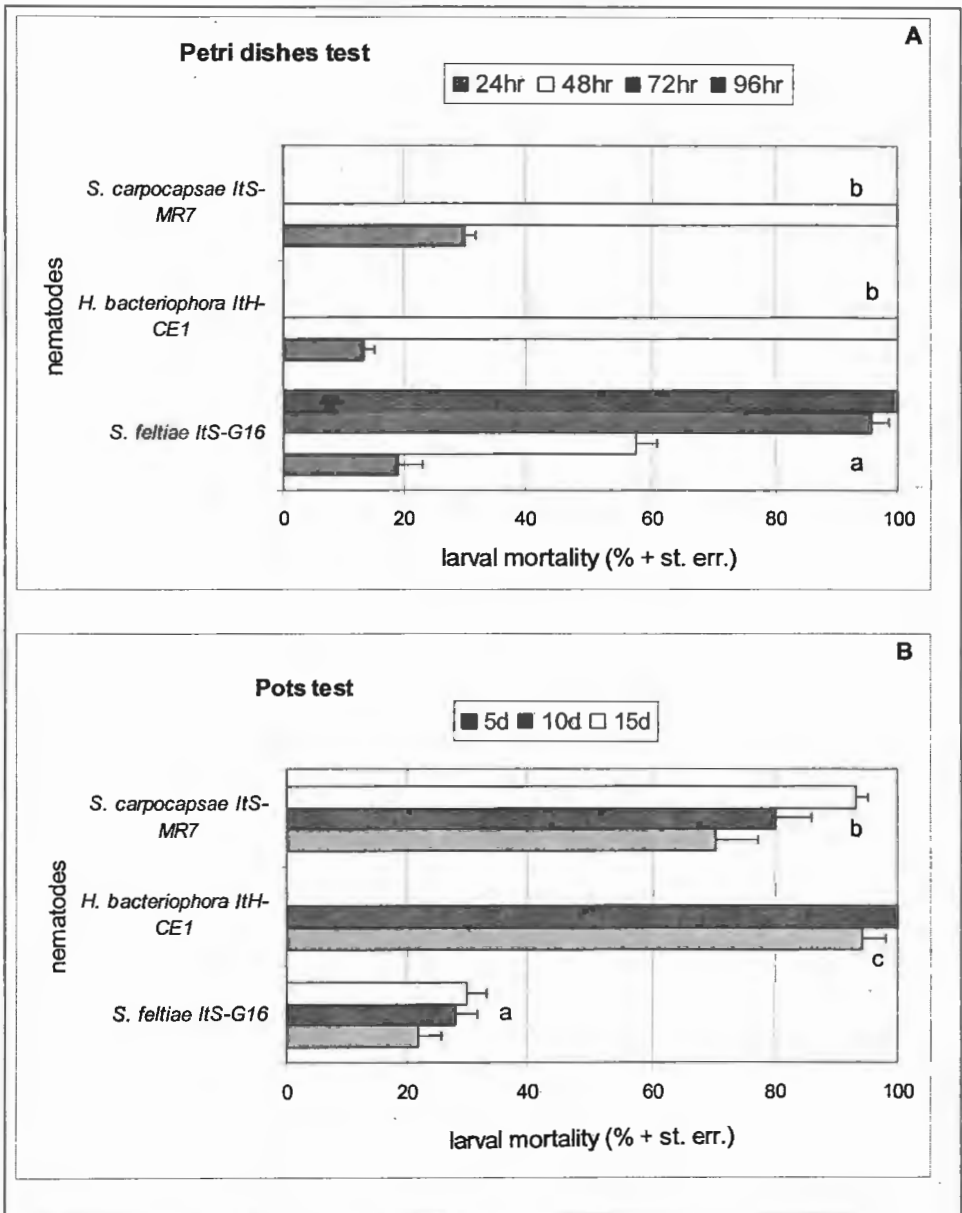 A
Petri dishes test
24hr 48hr 72hr 96hr
S. carpocapsae ItS-
MR7
b
H. bacteriophora ItH-
CE1
b
S. feltiae ItS-G16
a
nematodes
0 20 40 60 80 100
larval mortality (% + st. err.)
B
Pots test
5d 10d 15d
S. carpocapsae ItS-
MR7
b
H. bacteriophora ItH-
CE1
c
S. feltiae ItS-G16
a
nematodes
0 20 40 60 80 100
larval mortality (% + st. err.)